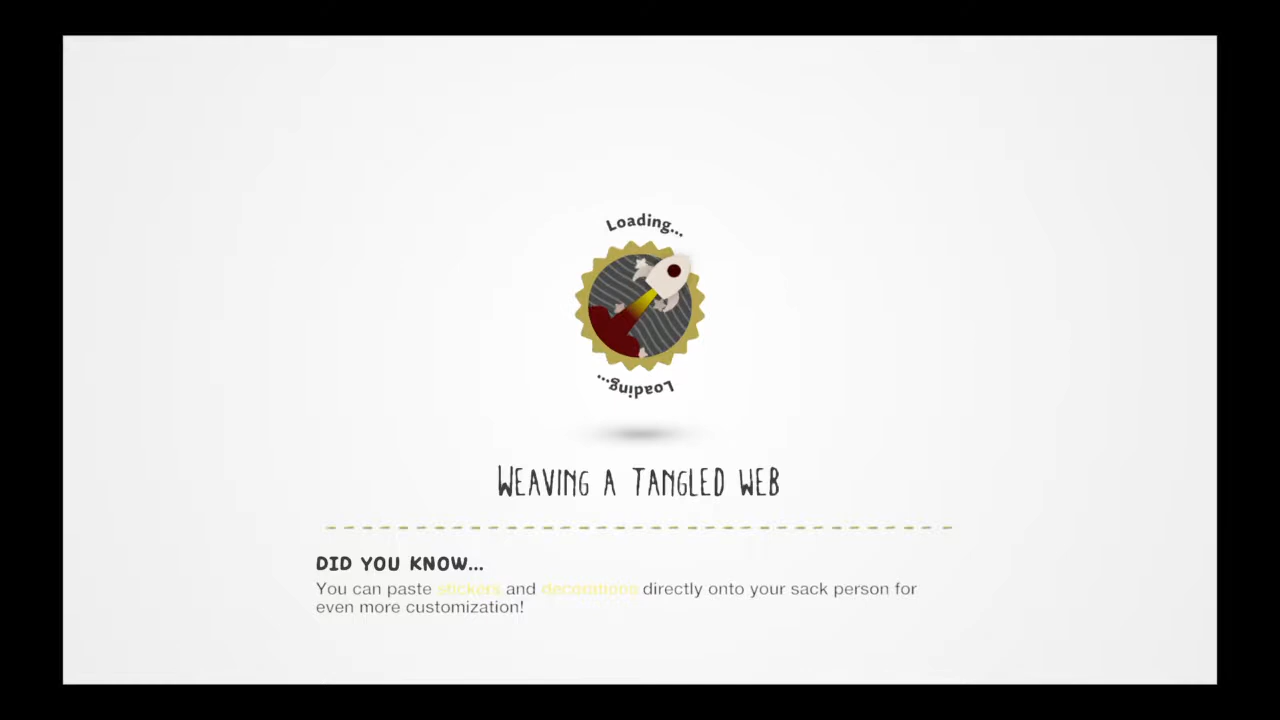 Loading...
Loading...
WEAVING A TANGLED WEB
DID YOU KNOW...
You can paste stickers and decorations directly onto your sack person for
even more customization!